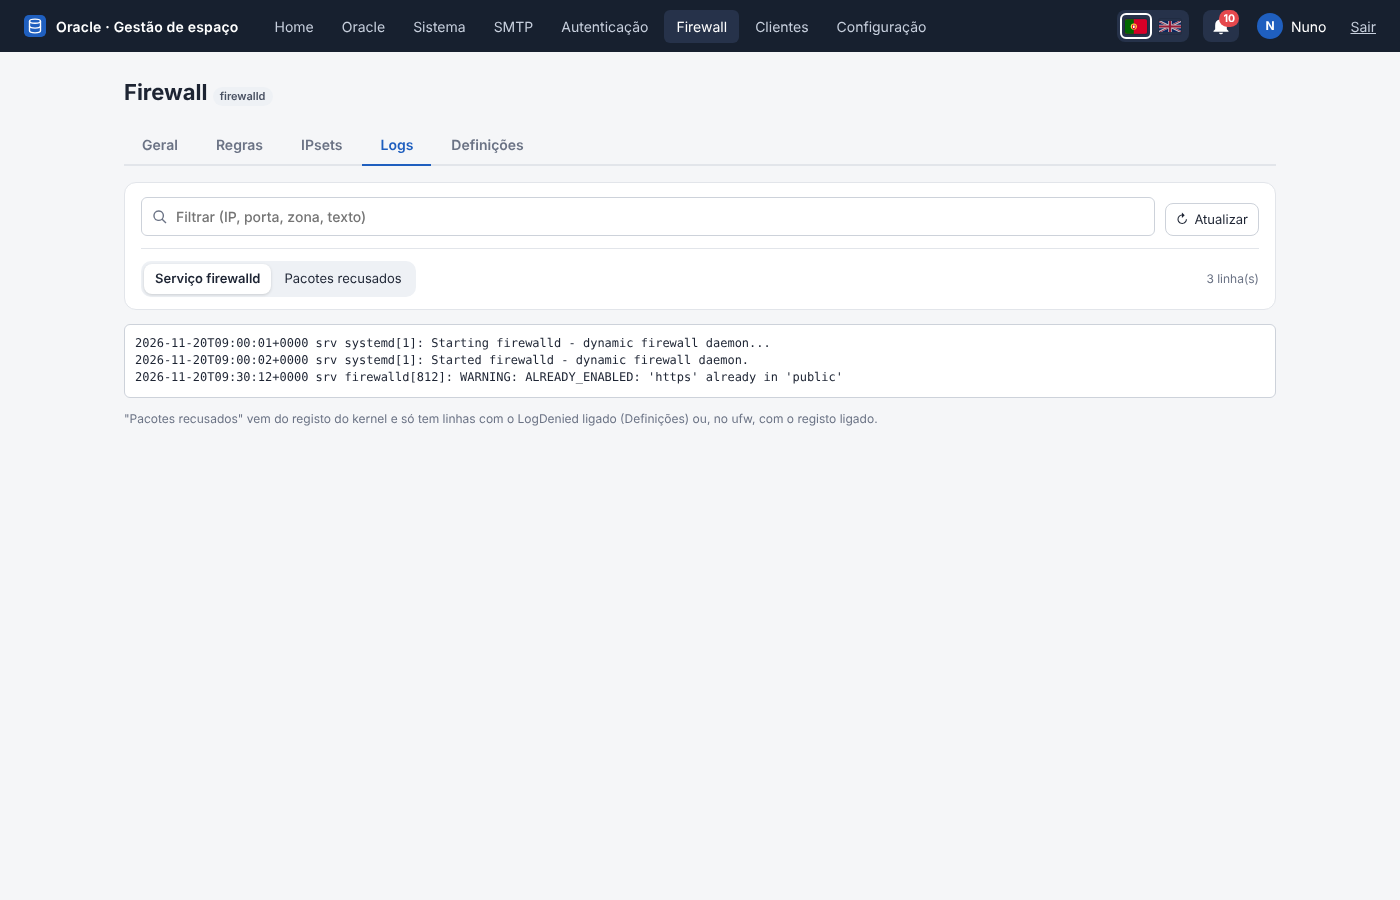 Oracle · Gestão de espaço Home Oracle Sistema SMTP Autenticação Firewall Clientes Configuração 10 N Nuno Sair
Firewall firewalld
Geral Regras IPsets Logs Definições
Filtrar (IP, porta, zona, texto) Atualizar
Serviço firewalld Pacotes recusados 3 linha(s)
2026-11-20T09:00:01+0000 srv systemd[1]: Starting firewalld - dynamic firewall daemon...
2026-11-20T09:00:02+0000 srv systemd[1]: Started firewalld - dynamic firewall daemon.
2026-11-20T09:30:12+0000 srv firewalld[812]: WARNING: ALREADY_ENABLED: 'https' already in 'public'
"Pacotes recusados" vem do registo do kernel e só tem linhas com o LogDenied ligado (Definições) ou, no ufw, com o registo ligado.